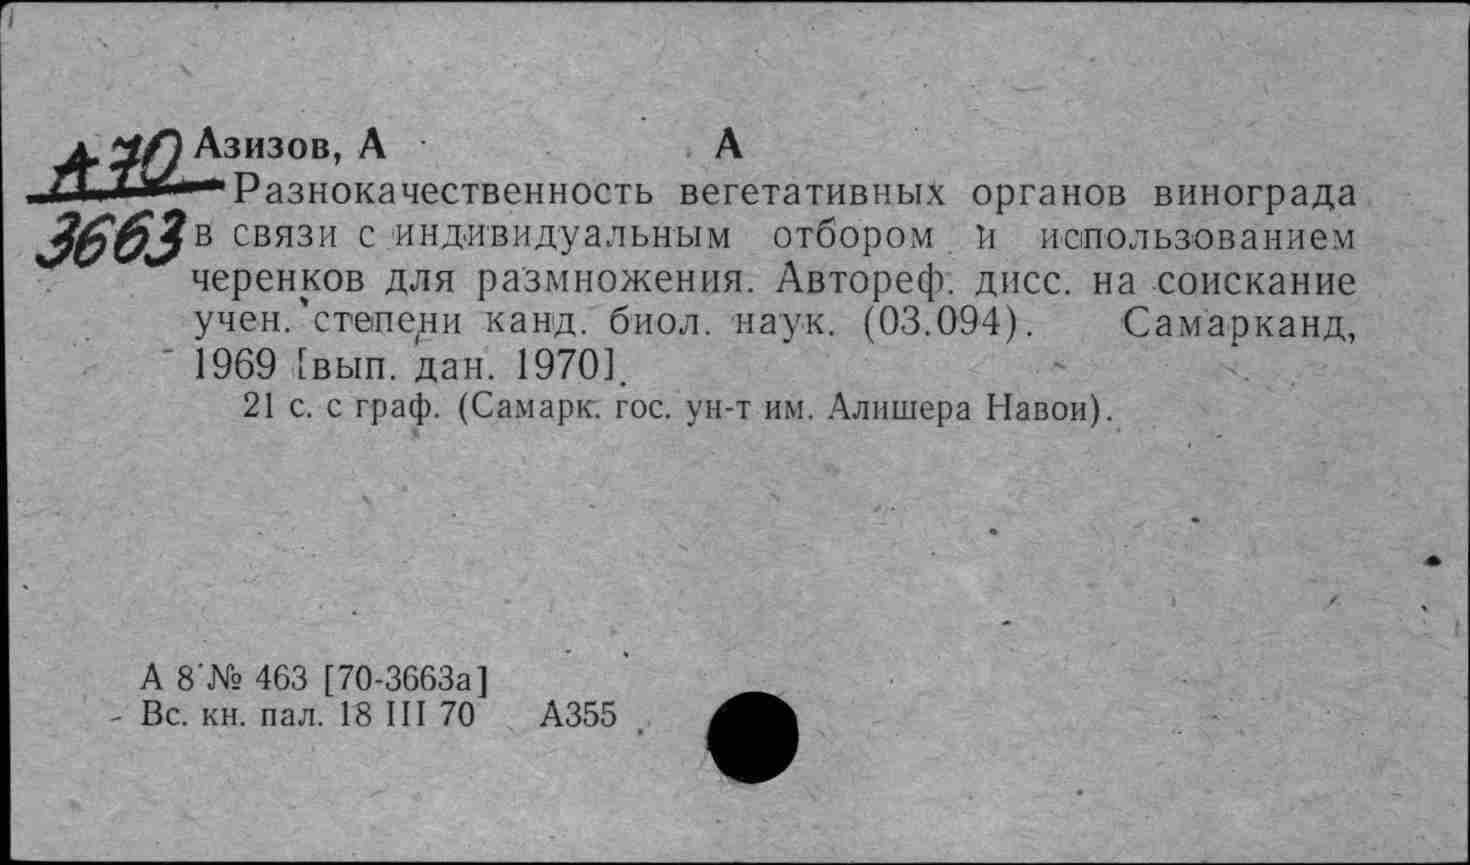 А70 Азизов, А А
Разнокачественность вегетативных органов винограда
3663 в связи с индивидуальным отбором и использованием
черенков для размножения. Автореф. дисс. на соискание
учен. степени канд. биол. наук. (03.094). Самарканд,
1969 [вып. дан. 1970].
21 с. с граф. (Самарк. гос. ун-т им. Алишера Навои).
А 8 № 463 [70-3663а]
Вс. кн. пал. 18 III 70 А355